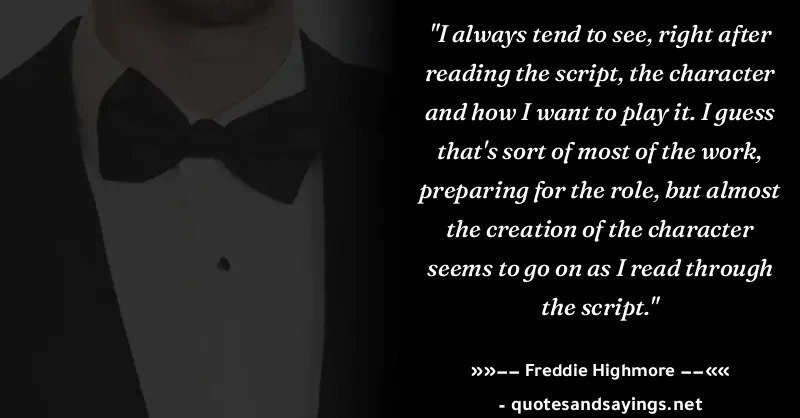 "I always tend to see, right after
reading the script, the character
and how I want to play it. I guess
that's sort of most of the work,
preparing for the role, but almost
the creation of the character
seems to go on as I read through
the script."
»»−− Freddie Highmore −−««
- quotesandsayings.net